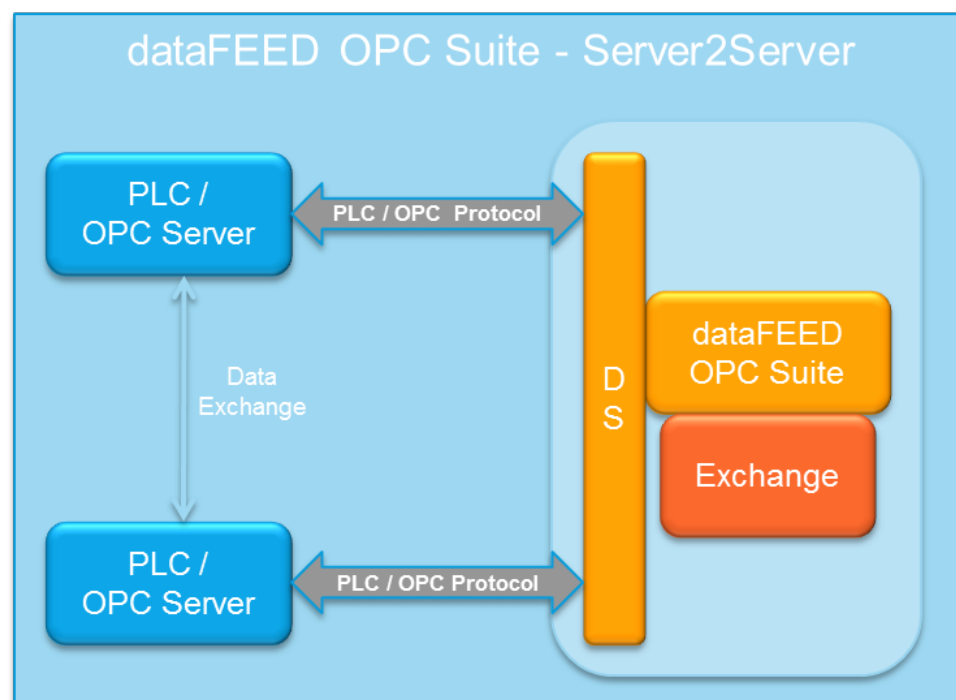 dataFEED OPC Suite - Server2Server
PLC /
OPC Server
PLC / OPC Protocol
Data
Exchange
D
S
dataFEED
OPC Suite
Exchange
PLC /
OPC Server
PLC / OPC Protocol